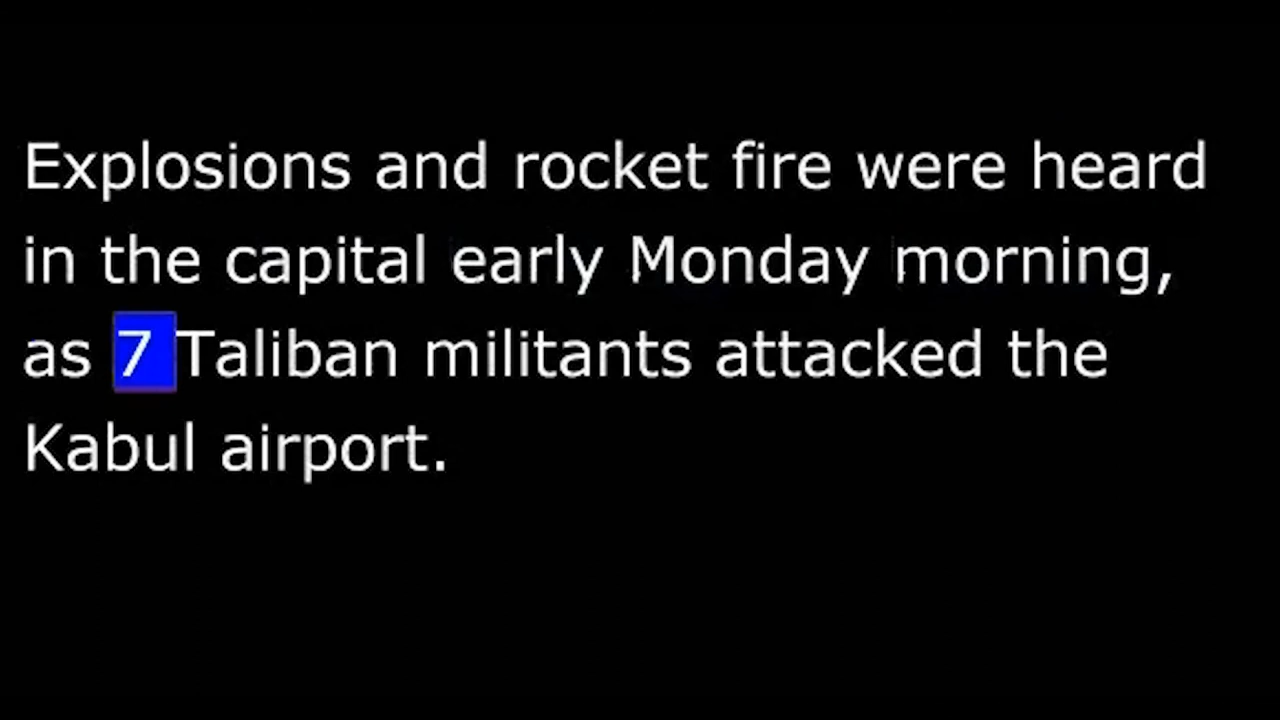 Explosions and rocket fire were heard
in the capital early Monday morning,
as 7 Taliban militants attacked the
Kabul airport.